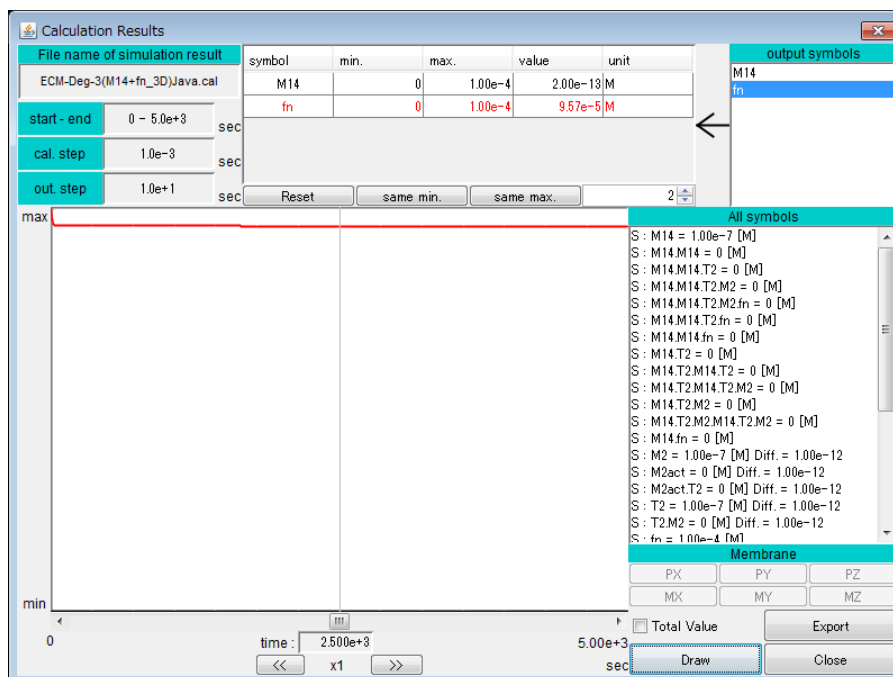 Calculation Results
File name of simulation result
ECM-Deg-3(M14+fn_3D)Java.cal
start - end 0 - 5.0e+3 sec
cal. step 1.0e-3 sec
out. step 1.0e+1 sec
symbol min. max. value unit
M14 0 1.00e-4 2.00e-13 M
fn 0 1.00e-4 9.57e-5 M
Reset same min. same max. 2
output symbols
M14
fn
max
min
0 time : 2.500e+3 5.00e+3
<< x1 >> sec
All symbols
S : M14 = 1.00e-7 [M]
S : M14.M14 = 0 [M]
S : M14.M14.T2 = 0 [M]
S : M14.M14.T2.M2 = 0 [M]
S : M14.M14.T2.M2.fn = 0 [M]
S : M14.M14.T2.fn = 0 [M]
S : M14.M14.fn = 0 [M]
S : M14.T2 = 0 [M]
S : M14.T2.M14.T2 = 0 [M]
S : M14.T2.M14.T2.M2 = 0 [M]
S : M14.T2.M2 = 0 [M]
S : M14.T2.M2.M14.T2.M2 = 0 [M]
S : M14.fn = 0 [M]
S : M2 = 1.00e-7 [M] Diff. = 1.00e-12
S : M2act = 0 [M] Diff. = 1.00e-12
S : M2act.T2 = 0 [M] Diff. = 1.00e-12
S : T2 = 1.00e-7 [M] Diff. = 1.00e-12
S : T2.M2 = 0 [M] Diff. = 1.00e-12
S : fn = 1.00e-4 [M]
Membrane
PX PY PZ
MX MY MZ
Total Value Export
Draw Close